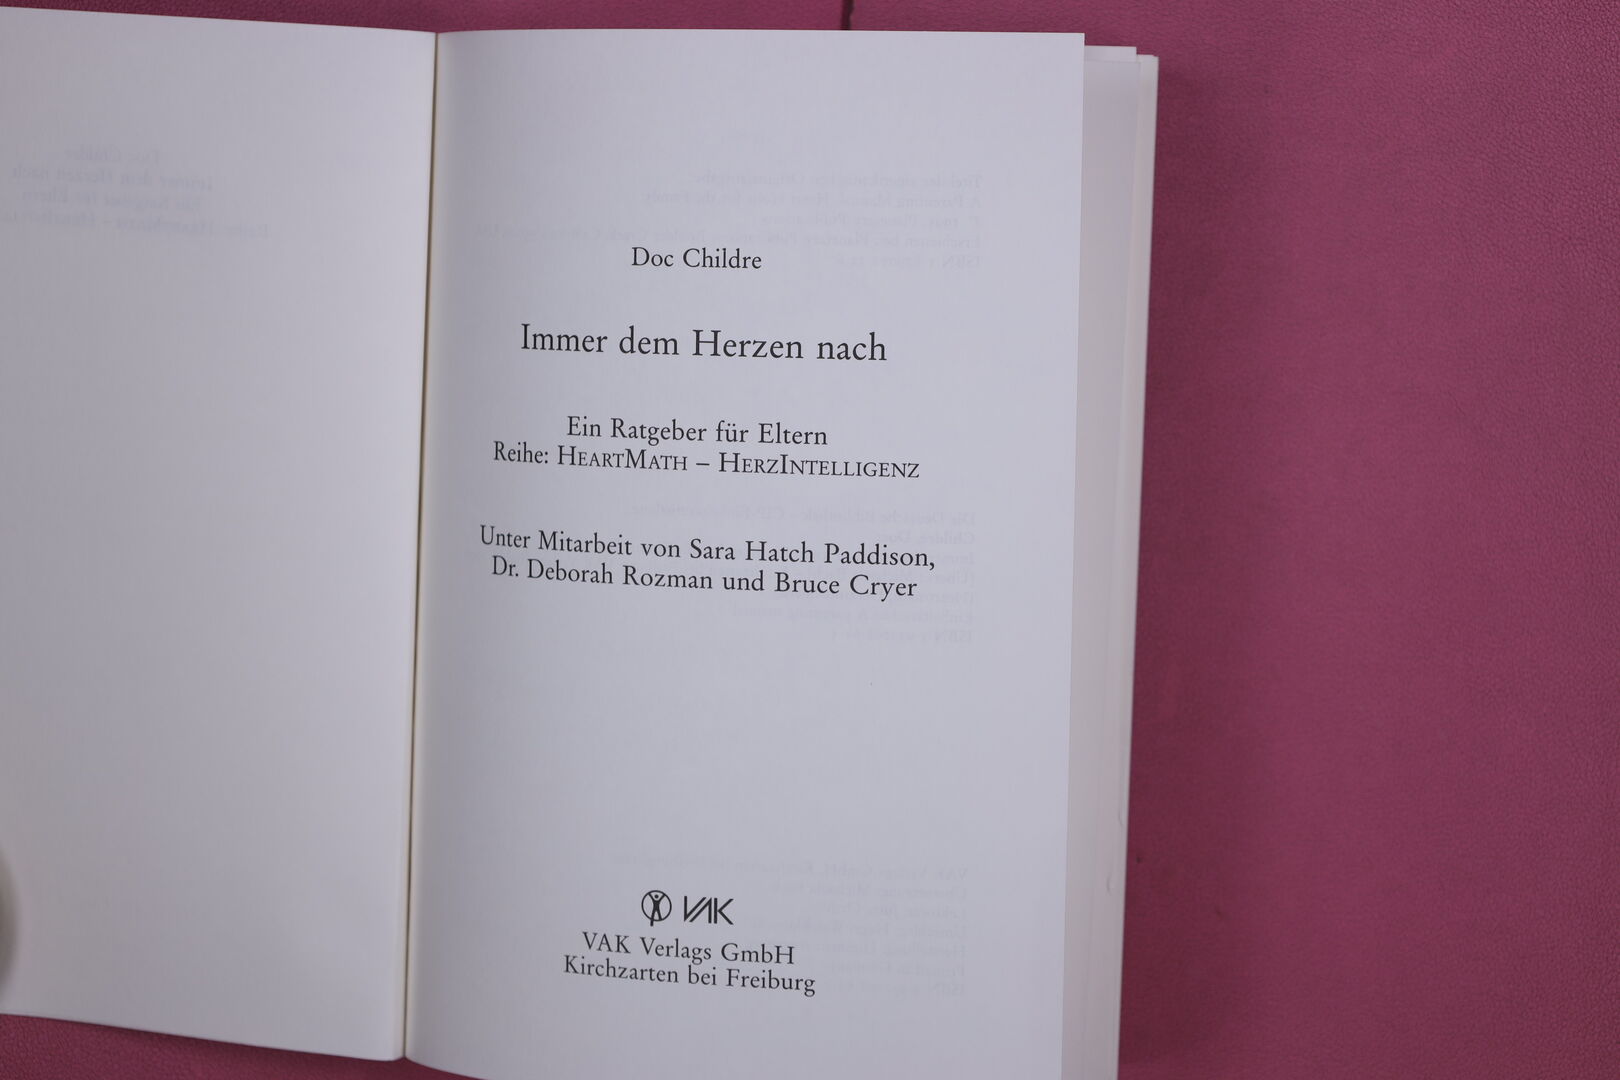 Doc Childre
Immer dem Herzen nach
Ein Ratgeber für Eltern
Reihe: HEARTMATH – HERZINTELLIGENZ
Unter Mitarbeit von Sara Hatch Paddison,
Dr. Deborah Rozman und Bruce Cryer
VAK
VAK Verlags GmbH
Kirchzarten bei Freiburg